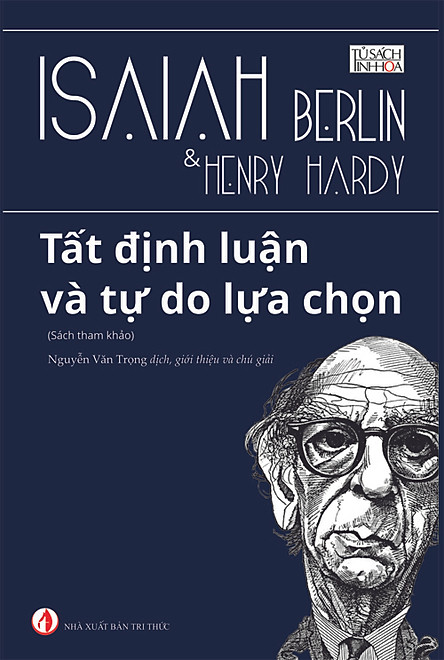 TỦ SÁCH
TINH HOA
ISAIAH BERLIN
& HENRY HARDY
Tất định luận
và tự do lựa chọn
(Sách tham khảo)
Nguyễn Văn Trọng dịch, giới thiệu và chú giải
NHÀ XUẤT BẢN TRI THỨC